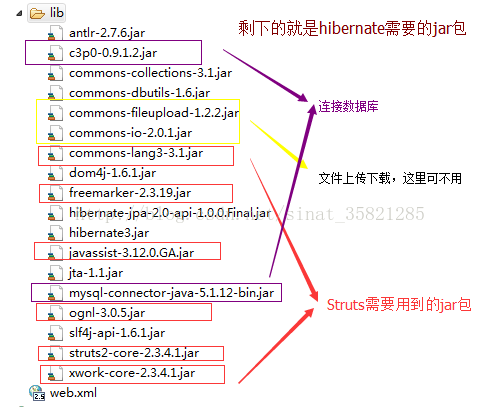 lib
剩下的就是hibernate需要的jar包
antlr-2.7.6.jar
c3p0-0.9.1.2.jar
commons-collections-3.1.jar
commons-dbutils-1.6.jar
连接数据库
commons-fileupload-1.2.2.jar
commons-io-2.0.1.jar
commons-lang3-3.1.jar
dom4j-1.6.1.jar
文件上传下载，这里可不用
freemarker-2.3.19.jar
hibernate-jpa-2.0-api-1.0.0.Final.jar
sinat_35821285
hibernate3.jar
javassist-3.12.0.GA.jar
jta-1.1.jar
mysql-connector-java-5.1.12-bin.jar
Struts需要用到的jar包
ognl-3.0.5.jar
slf4j-api-1.6.1.jar
struts2-core-2.3.4.1.jar
xwork-core-2.3.4.1.jar
web.xml